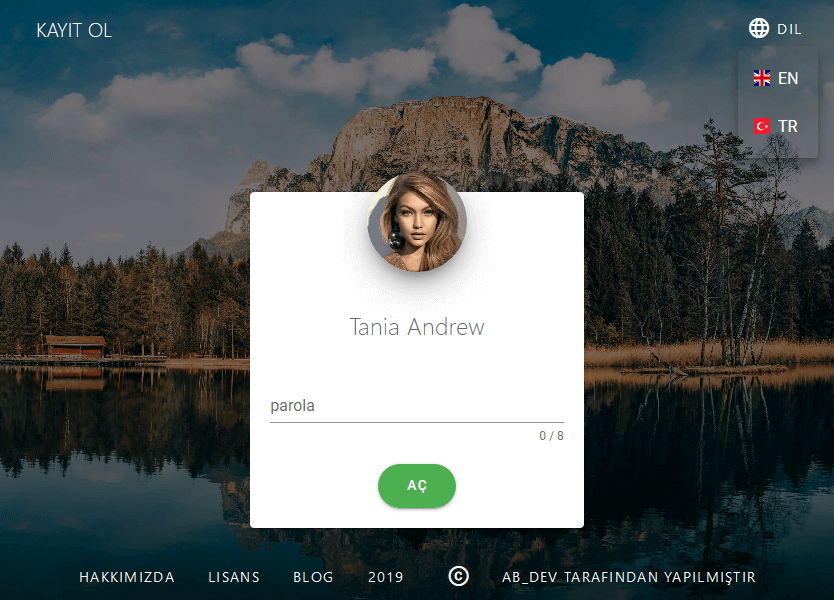 KAYIT OL
DIL
EN
TR
Tania Andrew
parola
0 / 8
AÇ
HAKKIMIZDA LISANS BLOG 2019 © AB_DEV TARAFINDAN YAPILMIŞTIR